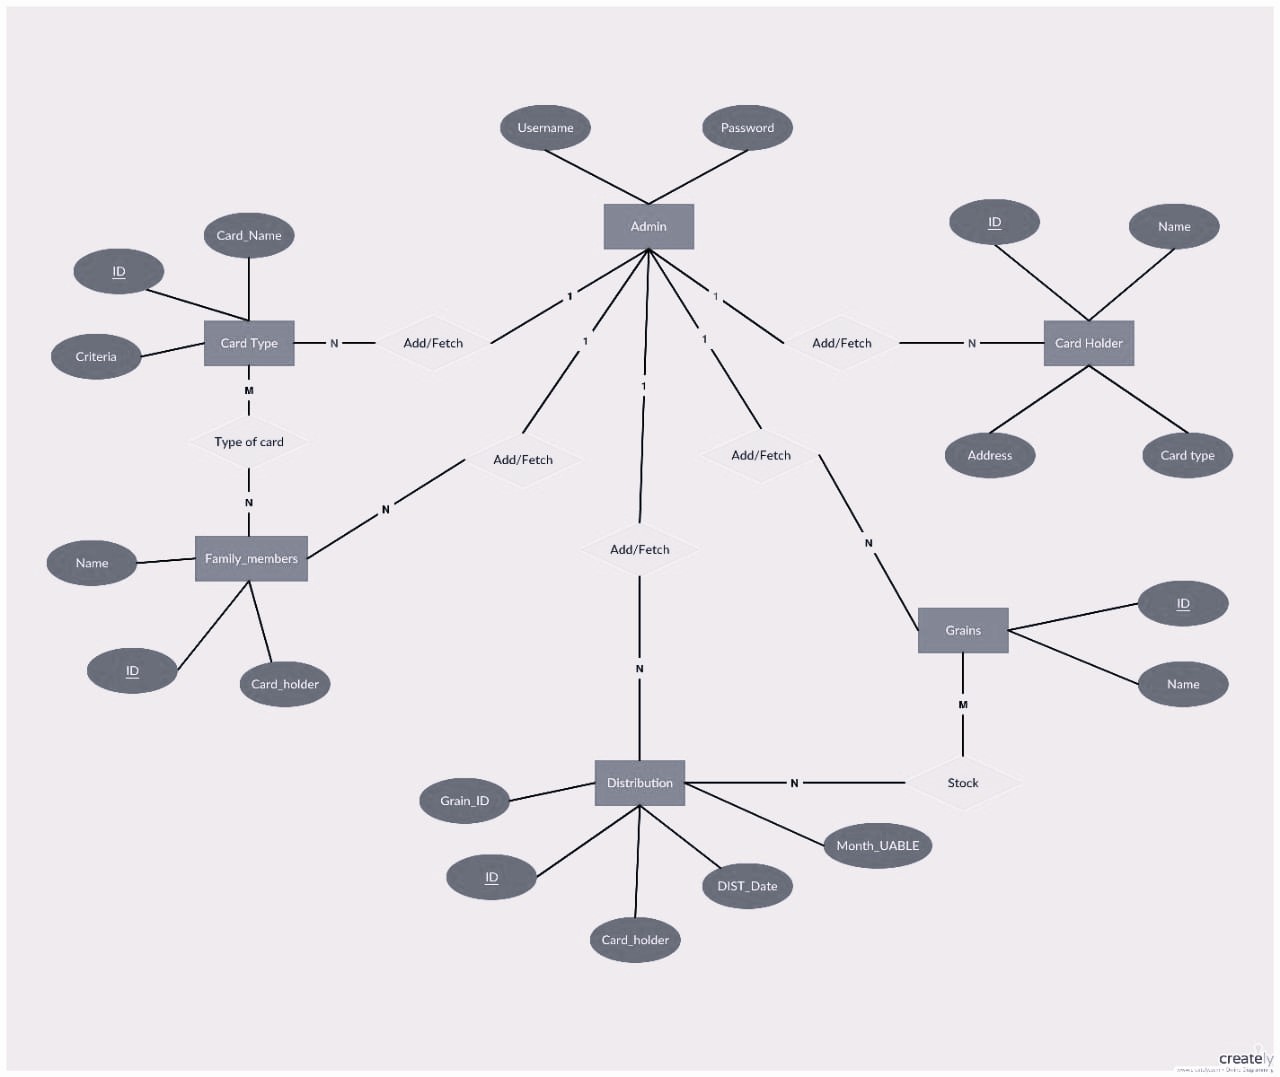 Username
Password
Admin
ID
Name
Card_Name
ID
1
1
Card Type
N
Add/Fetch
1
1
Add/Fetch
N
Card Holder
Criteria
1
M
Type of card
Add/Fetch
Add/Fetch
Address
Card type
N
N
N
Add/Fetch
Name
Family_members
Grains
ID
ID
Card_holder
N
Name
M
Distribution
N
Stock
Grain_ID
Month_UABLE
ID
DIST_Date
Card_holder
creately